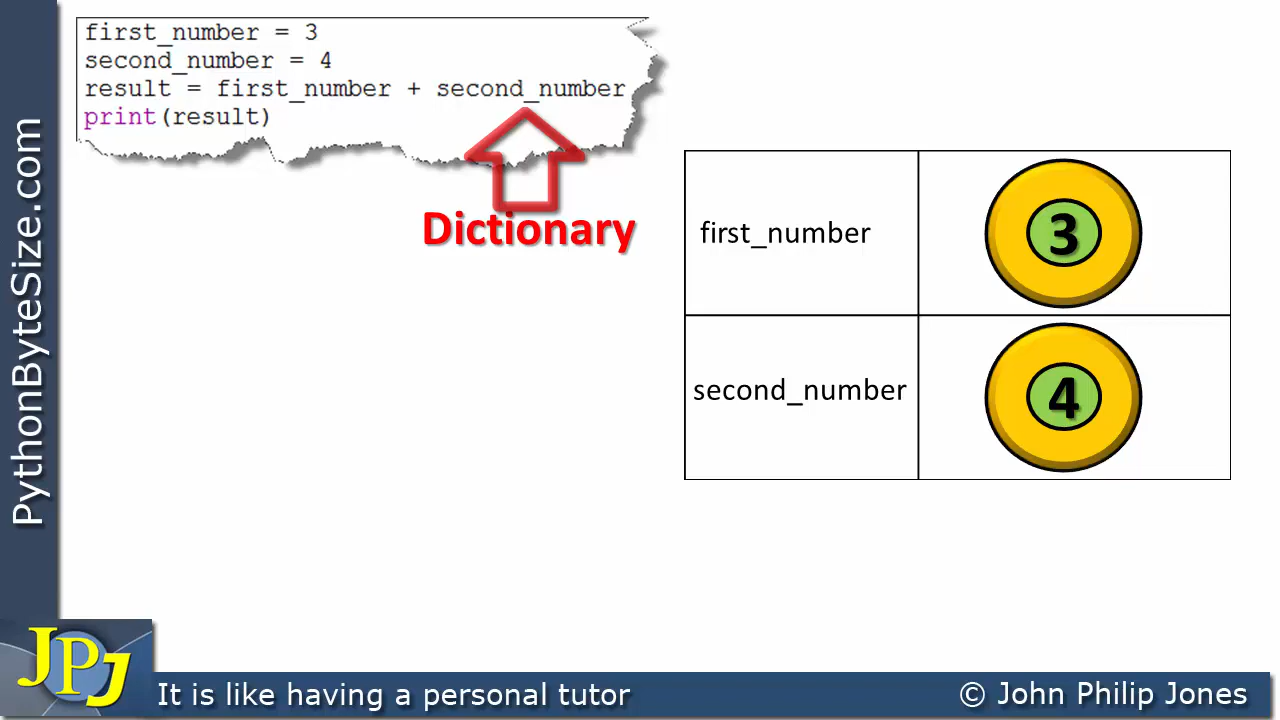 first_number = 3
second_number = 4
result = first_number + second_number
print(result)
Dictionary
first_number
3
second_number
4
PythonByteSize.com
JPJ
It is like having a personal tutor
© John Philip Jones